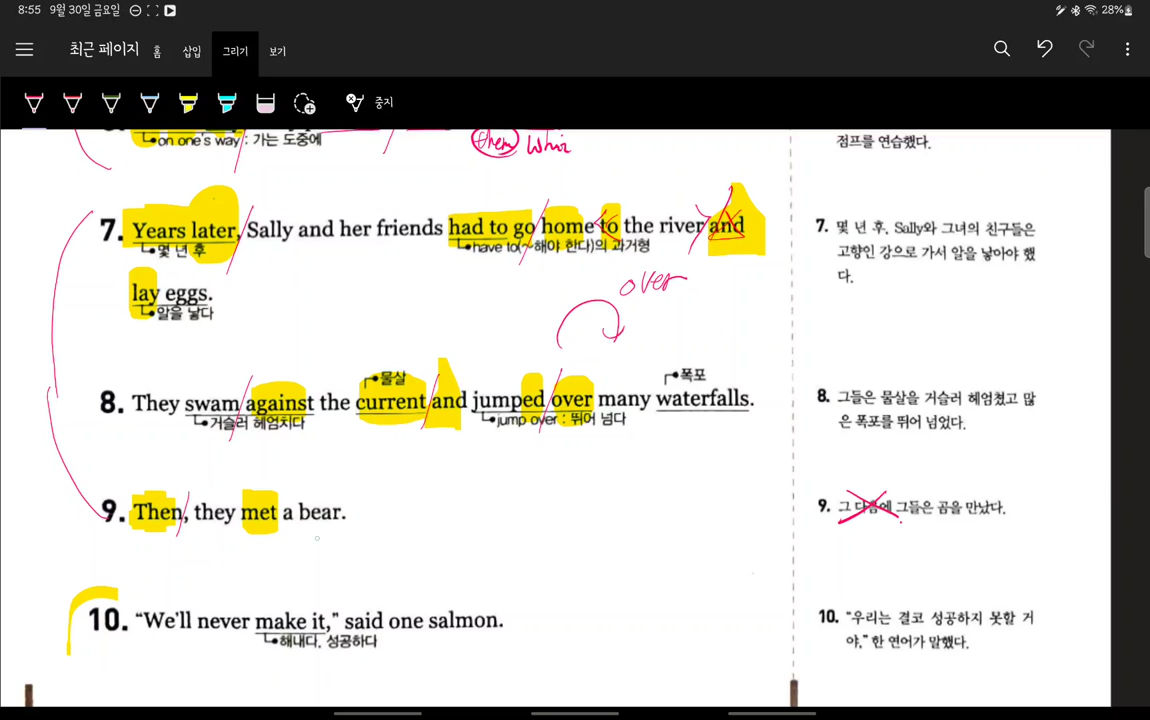 8:55 9월 30일 금요일 28%
최근 페이지 홈 삽입 그리기 보기
중지
on one's way : 가는 도중에
them
점프를 연습했다.
7. Years later, Sally and her friends had to go home to the river and
몇 년 후
have to(~해야 한다)의 과거형
lay eggs.
알을 낳다
over
7. 몇 년 후, Sally와 그녀의 친구들은
고향인 강으로 가서 알을 낳아야 했
다.
물살
폭포
8. They swam against the current and jumped over many waterfalls.
거슬러 헤엄치다
jump over : 뛰어 넘다
8. 그들은 물살을 거슬러 헤엄쳤고 많
은 폭포를 뛰어 넘었다.
9. Then, they met a bear.
9. 그 다음에 그들은 곰을 만났다.
10. “We'll never make it,” said one salmon.
해내다, 성공하다
10. “우리는 결코 성공하지 못할 거
야,” 한 연어가 말했다.